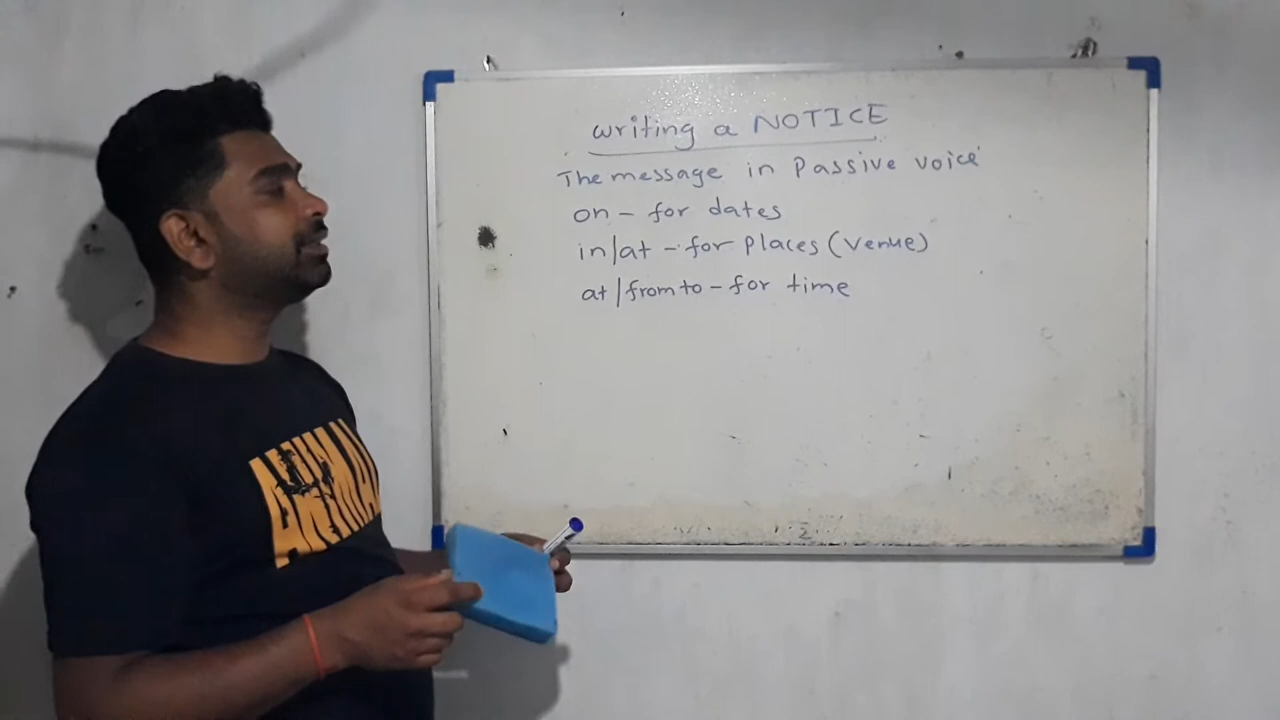 writing a NOTICE
The message in Passive voice
on - for dates
in/at - for Places (Venue)
at/from to - for time
ANIMAL